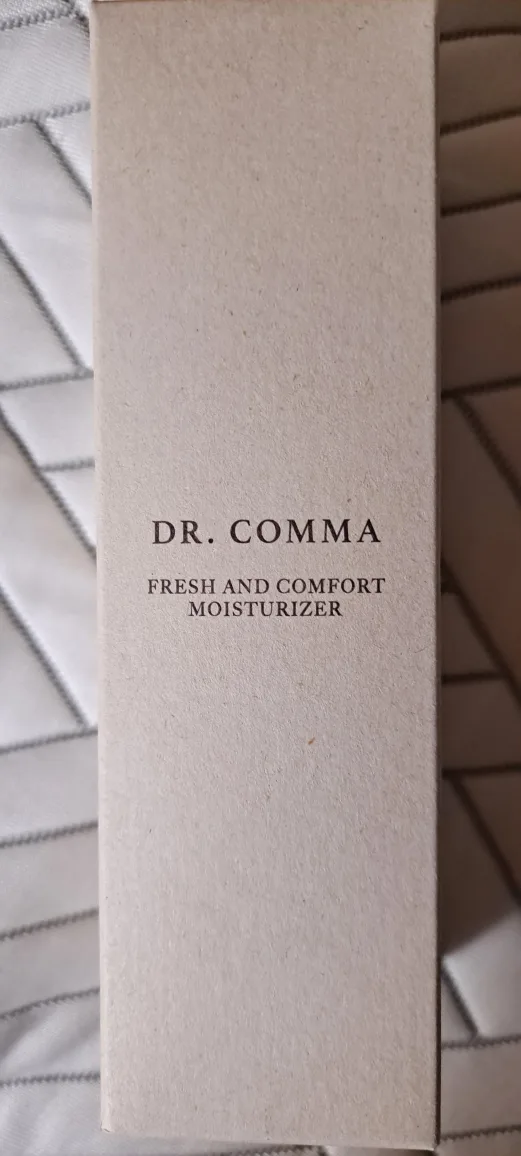 DR. COMMA
FRESH AND COMFORT
MOISTURIZER